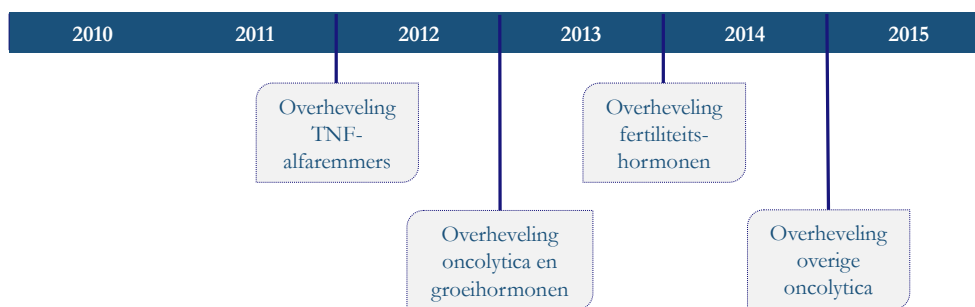 2010 2011 2012 2013 2014 2015
Overheveling
TNF-
alfaremmers
Overheveling
fertiliteits-
hormonen
Overheveling
oncolytica en
groeihormonen
Overheveling
overige
oncolytica